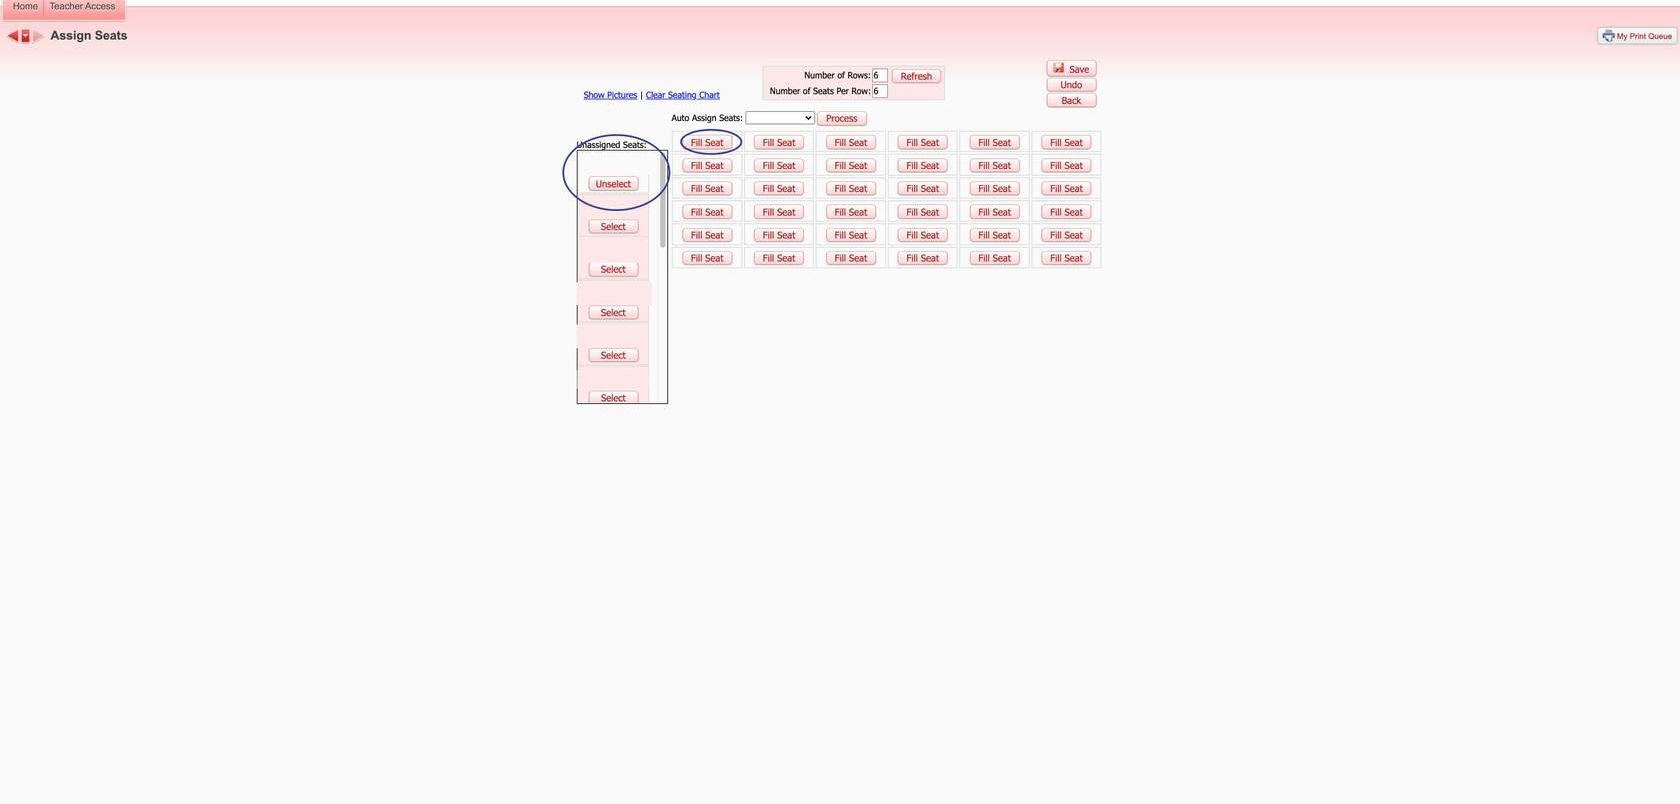 Home Teacher Access
Assign Seats
My Print Queue
Number of Rows: 6 Refresh
Number of Seats Per Row: 6
Save
Undo
Back
Show Pictures | Clear Seating Chart
Auto Assign Seats: Process
Unassigned Seats:
Unselect
Select
Select
Select
Select
Select
Fill Seat Fill Seat Fill Seat Fill Seat Fill Seat Fill Seat
Fill Seat Fill Seat Fill Seat Fill Seat Fill Seat Fill Seat
Fill Seat Fill Seat Fill Seat Fill Seat Fill Seat Fill Seat
Fill Seat Fill Seat Fill Seat Fill Seat Fill Seat Fill Seat
Fill Seat Fill Seat Fill Seat Fill Seat Fill Seat Fill Seat
Fill Seat Fill Seat Fill Seat Fill Seat Fill Seat Fill Seat